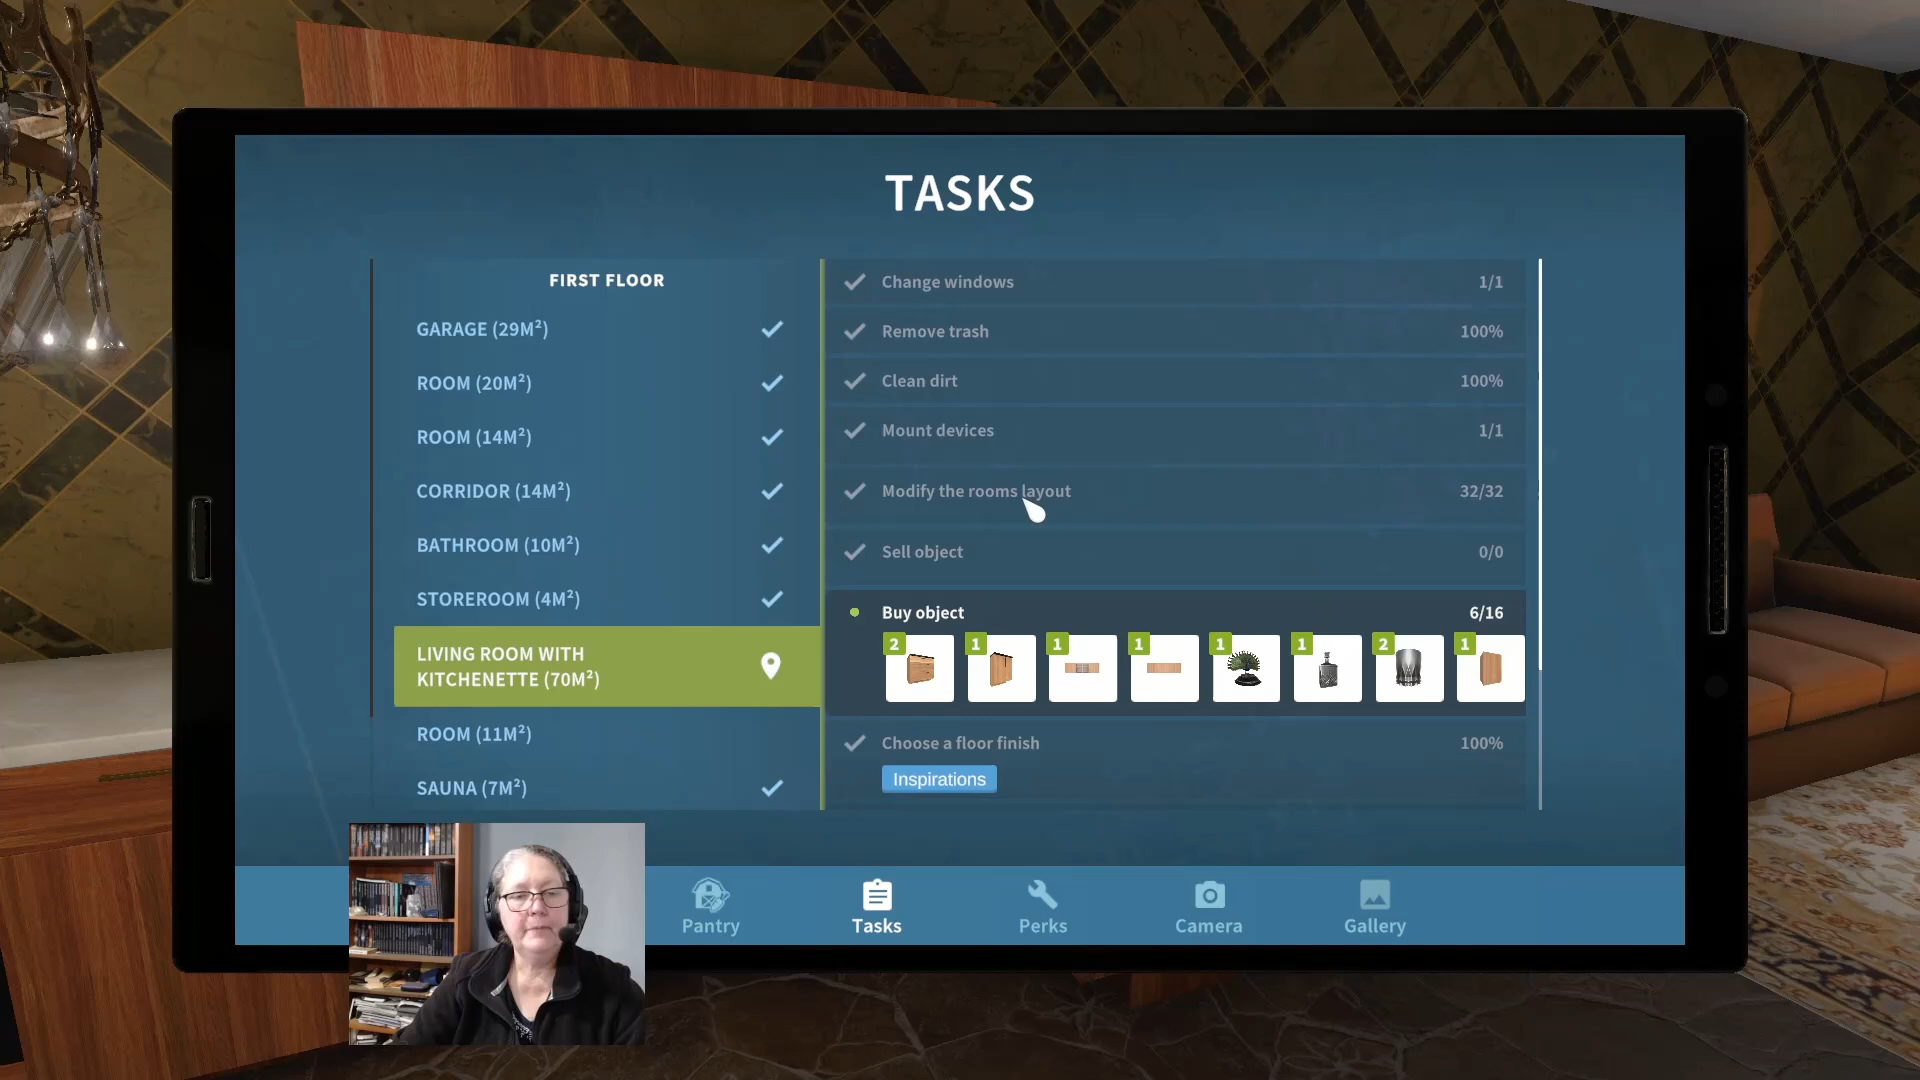 TASKS
FIRST FLOOR
GARAGE (29M²)
ROOM (20M²)
ROOM (14M²)
CORRIDOR (14M²)
BATHROOM (10M²)
STOREROOM (4M²)
LIVING ROOM WITH
KITCHENETTE (70M²)
ROOM (11M²)
SAUNA (7M²)
Change windows 1/1
Remove trash 100%
Clean dirt 100%
Mount devices 1/1
Modify the rooms layout 32/32
Sell object 0/0
Buy object 6/16
2 1 1 1 1 1 2 1
Choose a floor finish 100%
Inspirations
Pantry Tasks Perks Camera Gallery